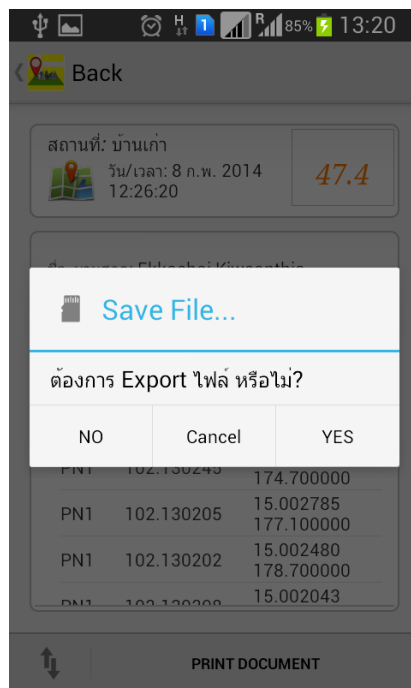 H R 85% 13:20
1
Back
สถานที่: บ้านเก่า
วัน/เวลา: 8 ก.พ. 2014
12:26:20
47.4
Save File...
ต้องการ Export ไฟล์ หรือไม่?
NO Cancel YES
PN1 102.130245
174.700000
15.002785
PN1 102.130205
177.100000
15.002480
PN1 102.130202
178.700000
15.002043
PRINT DOCUMENT